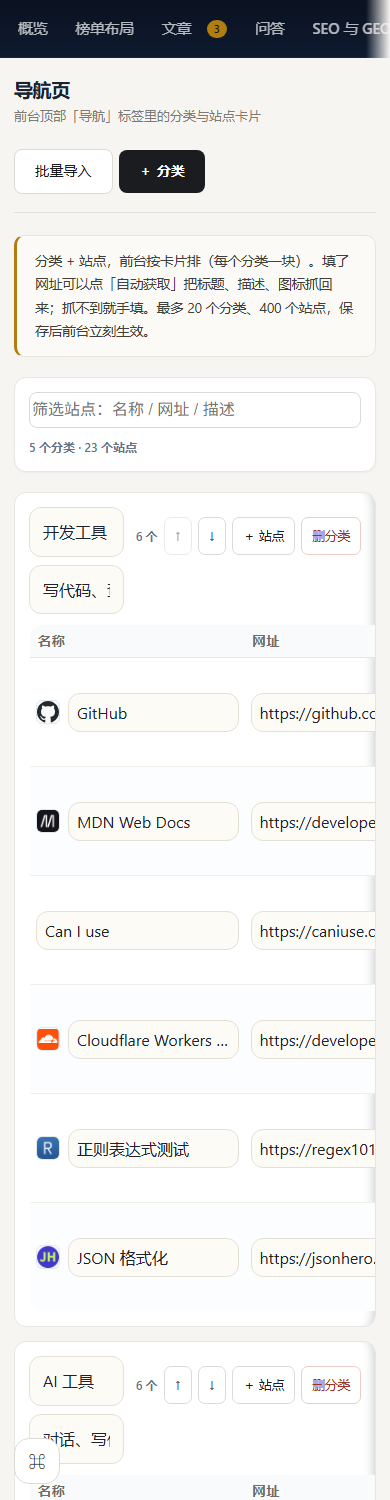 概览 榜单布局 文章 3 问答 SEO 与 GEO
导航页
前台顶部「导航」标签里的分类与站点卡片
批量导入 + 分类
分类 + 站点，前台按卡片排（每个分类一块）。填了
网址可以点「自动获取」把标题、描述、图标抓回
来；抓不到就手填。最多 20 个分类、400 个站点，保
存后前台立刻生效。
筛选站点：名称 / 网址 / 描述
5 个分类 · 23 个站点
开发工具 6 个 ↑ ↓ + 站点 删分类
写代码、
名称 网址
GitHub https://github.co
MDN Web Docs https://develope
Can I use https://caniuse.c
Cloudflare Workers ... https://develope
正则表达式测试 https://regex101
JSON 格式化 https://jsonhero.
AI 工具 6 个 ↑ ↓ + 站点 删分类
对话、写
名称 网址